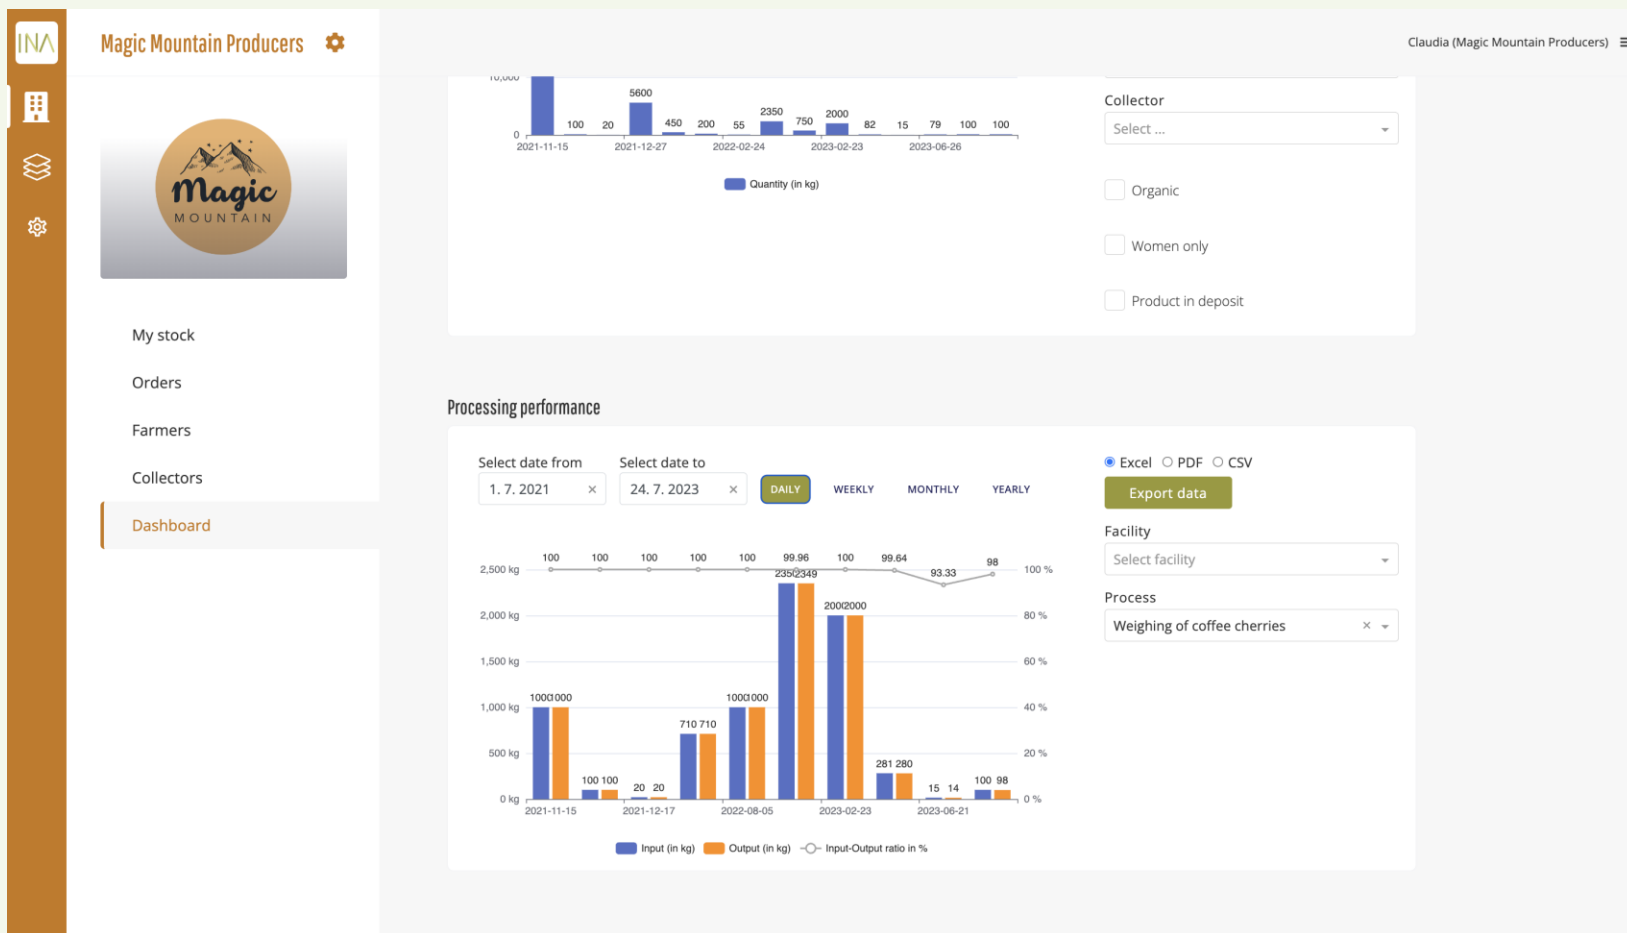 INA
Magic Mountain Producers
Claudia (Magic Mountain Producers)
Magic
MOUNTAIN
My stock
Orders
Farmers
Collectors
Dashboard
10,000
5600
100 20 450 200 55 2350 750 2000 82 15 79 100 100
0
2021-11-15 2021-12-27 2022-02-24 2023-02-23 2023-06-26
Quantity (in kg)
Collector
Select ...
Organic
Women only
Product in deposit
Processing performance
Select date from Select date to
1. 7. 2021 × 24. 7. 2023 × DAILY WEEKLY MONTHLY YEARLY
100 100 100 100 100 99.96 100 99.64 93.33 98
2,500 kg 100 %
2350 2349
2,000 kg 2000 2000 80 %
1,500 kg 60 %
1,000 kg 1000 1000 1000 1000 40 %
710 710
500 kg 281 280 20 %
100 100 20 20 15 14 100 98
0 kg 0 %
2021-11-15 2021-12-17 2022-08-05 2023-02-23 2023-06-21
Input (in kg) Output (in kg) Input-Output ratio in %
Excel PDF CSV
Export data
Facility
Select facility
Process
Weighing of coffee cherries ×